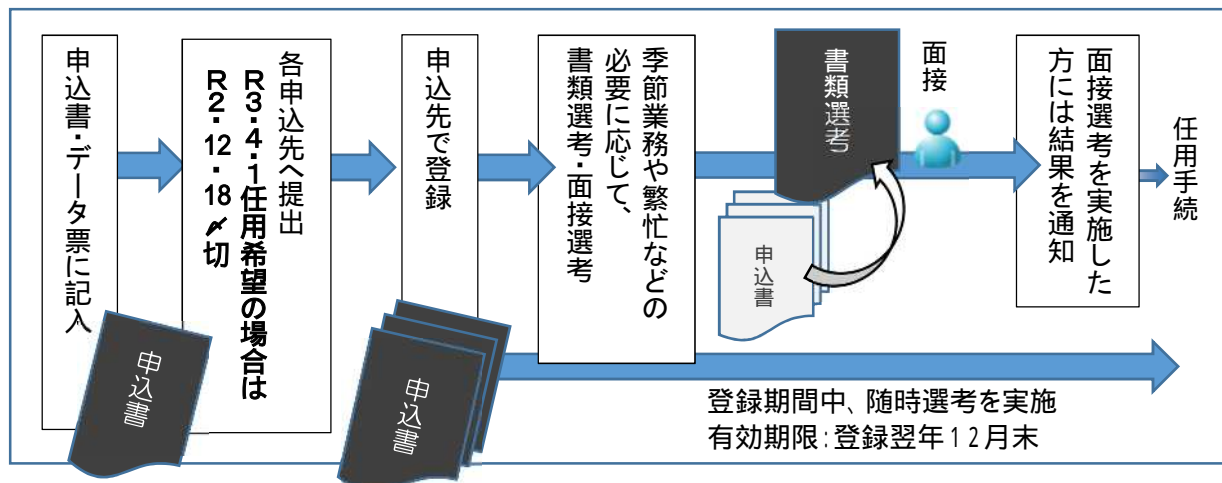 申込書・データ票に記入
申込書
各申込先へ提出
R3・4・1任用希望の場合は
R2・12・18〆切
申込先で登録
申込書
季節業務や繁忙などの
必要に応じて、
書類選考・面接選考
書類選考
申込書
面接
面接選考を実施した
方には結果を通知
任用手続
登録期間中、随時選考を実施
有効期限:登録翌年12月末